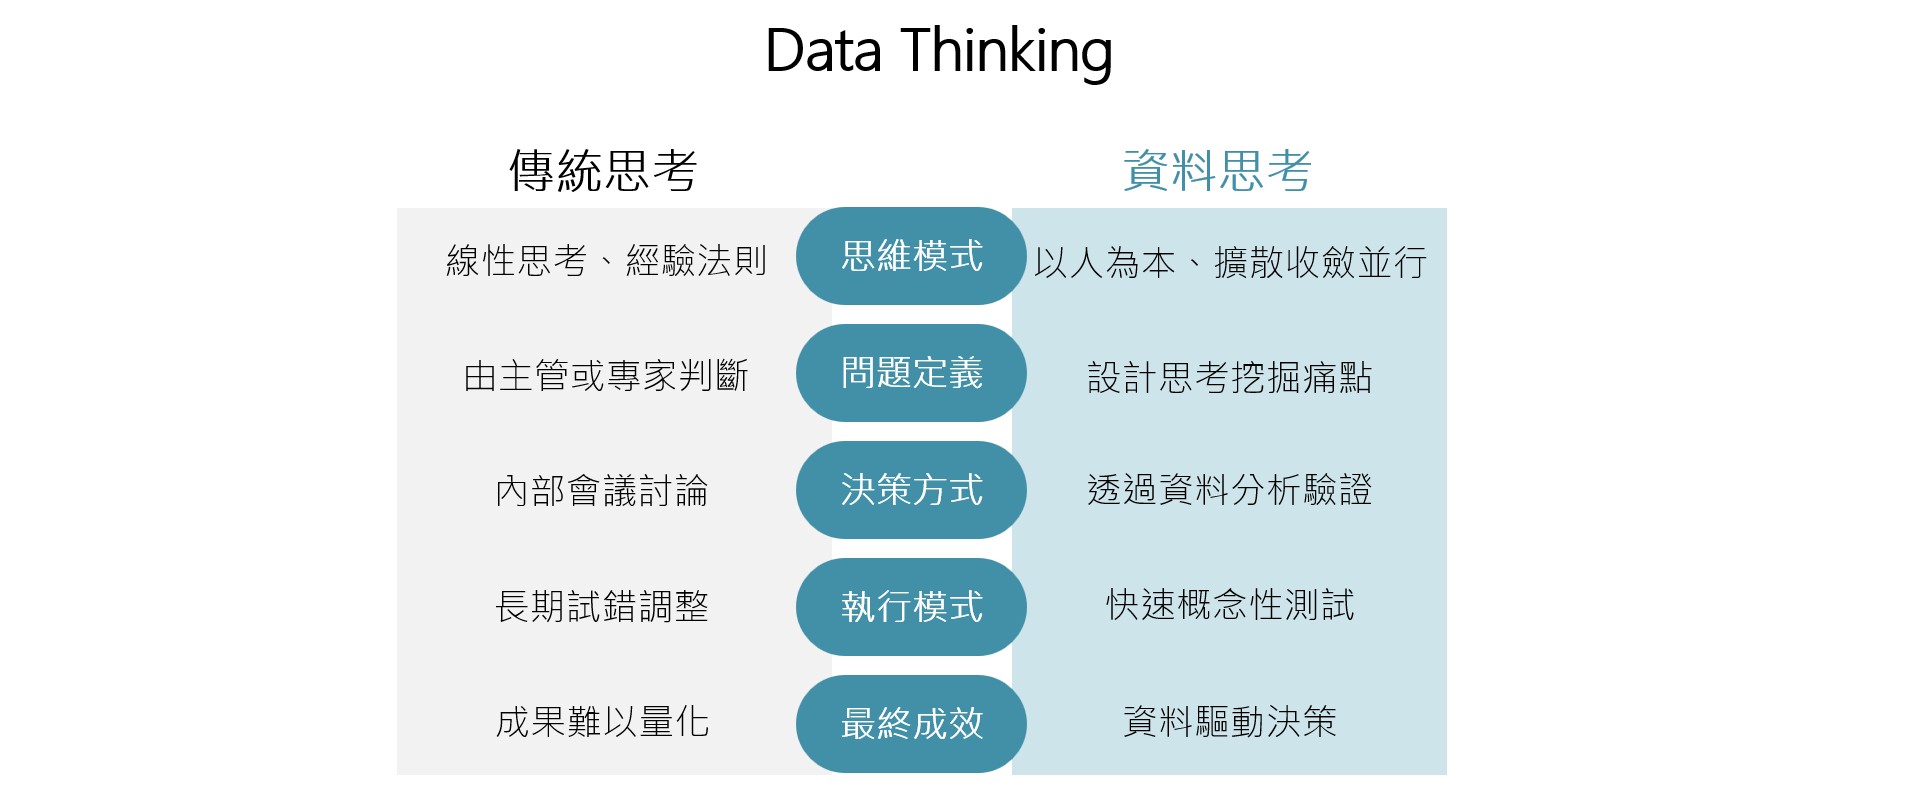 Data Thinking
傳統思考
資料思考
線性思考、經驗法則
思維模式
以人為本、擴散收斂並行
由主管或專家判斷
問題定義
設計思考挖掘痛點
內部會議討論
決策方式
透過資料分析驗證
長期試錯調整
執行模式
快速概念性測試
成果難以量化
最終成效
資料驅動決策